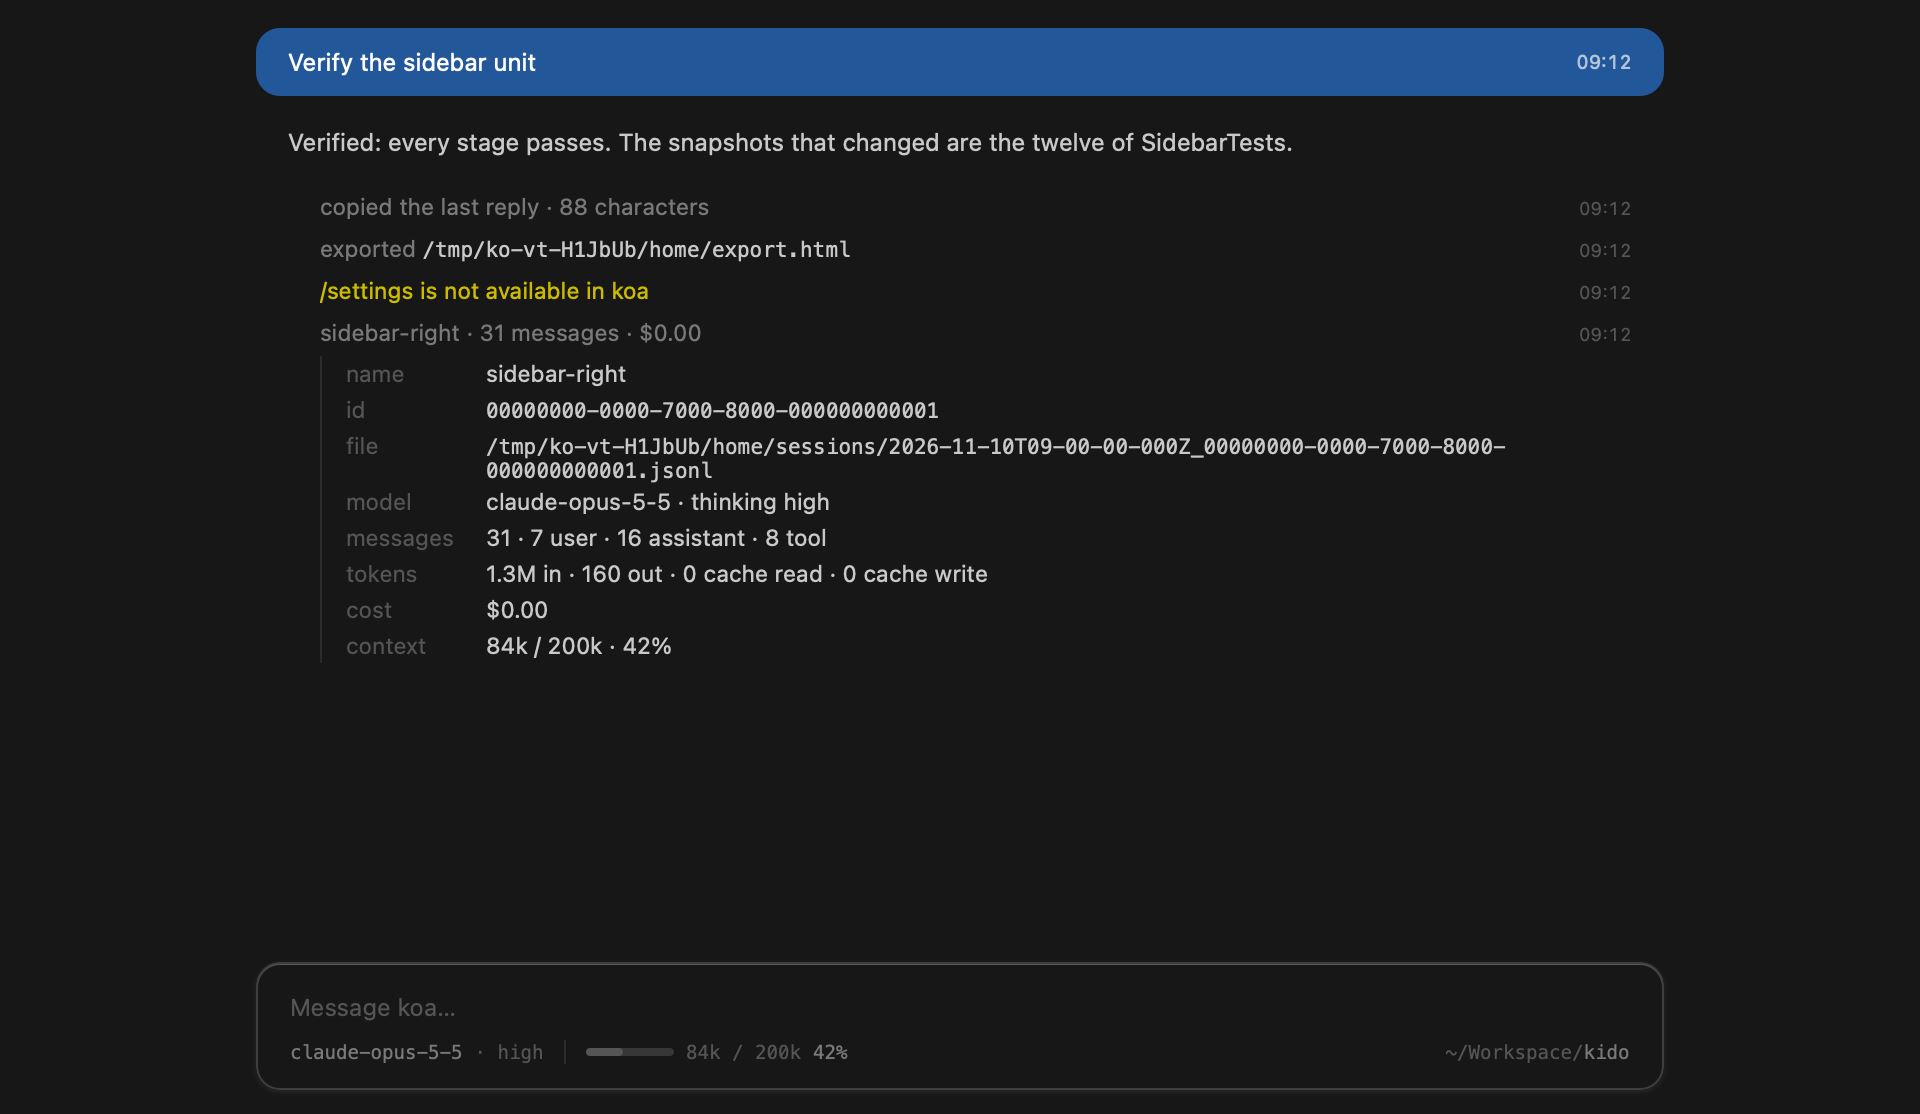 Verify the sidebar unit 09:12
Verified: every stage passes. The snapshots that changed are the twelve of SidebarTests.
copied the last reply · 88 characters 09:12
exported /tmp/ko-vt-H1JbUb/home/export.html 09:12
/settings is not available in koa 09:12
sidebar-right · 31 messages · $0.00 09:12
name sidebar-right
id 00000000-0000-7000-8000-000000000001
file /tmp/ko-vt-H1JbUb/home/sessions/2026-11-10T09-00-00-000Z_00000000-0000-7000-8000-
000000000001.jsonl
model claude-opus-5-5 · thinking high
messages 31 · 7 user · 16 assistant · 8 tool
tokens 1.3M in · 160 out · 0 cache read · 0 cache write
cost $0.00
context 84k / 200k · 42%
Message koa...
claude-opus-5-5 · high 84k / 200k 42% ~/Workspace/kido